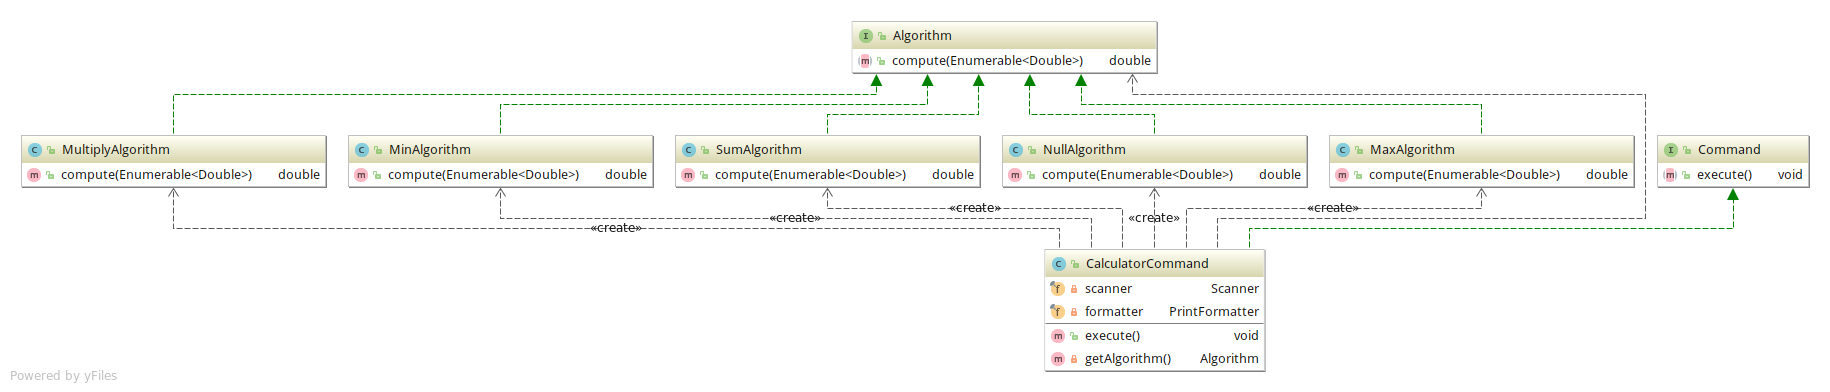 Algorithm
compute(Enumerable<Double>) double
MultiplyAlgorithm
compute(Enumerable<Double>) double
MinAlgorithm
compute(Enumerable<Double>) double
SumAlgorithm
compute(Enumerable<Double>) double
NullAlgorithm
compute(Enumerable<Double>) double
MaxAlgorithm
compute(Enumerable<Double>) double
Command
execute() void
«create»
«create»
«create»
«create»
«create»
CalculatorCommand
scanner Scanner
formatter PrintFormatter
execute() void
getAlgorithm() Algorithm
Powered by yFiles